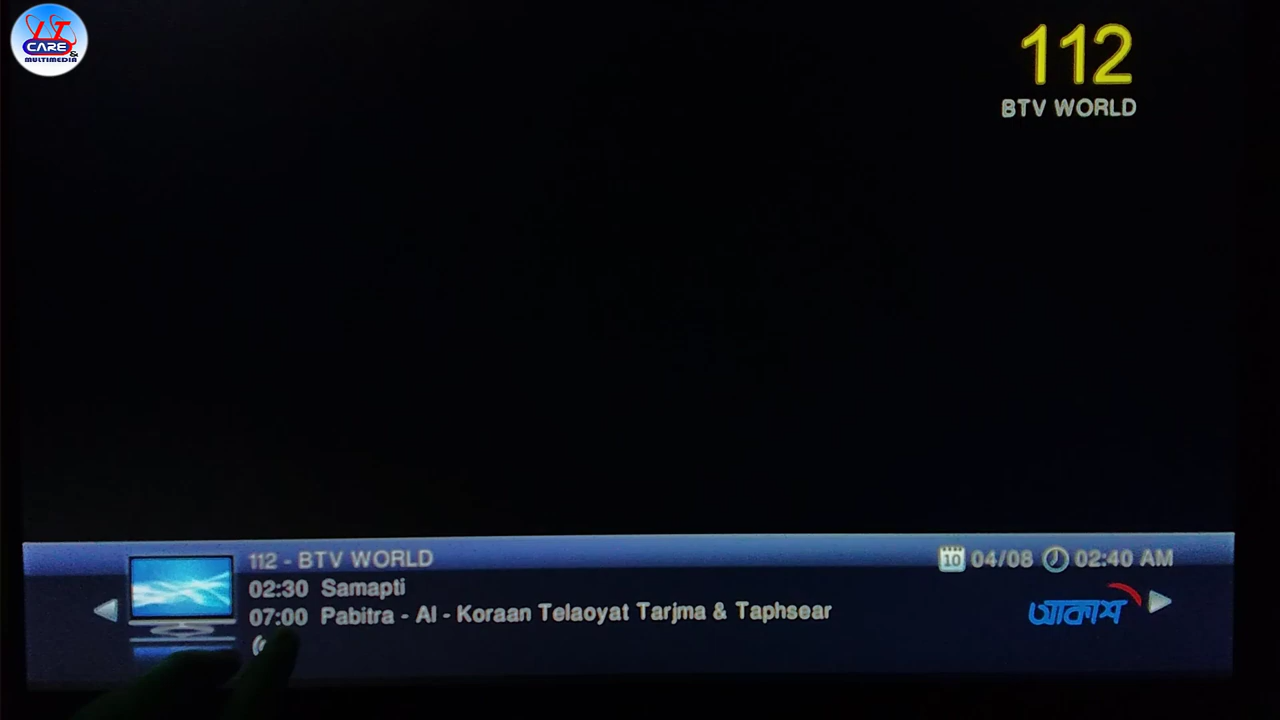 IT
CARE
&
MULTIMEDIA
112
BTV WORLD
112 - BTV WORLD
10 04/08 02:40 AM
02:30 Samapti
07:00 Pabitra - Al - Koraan Telaoyat Tarjma & Taphsear
আকাশ